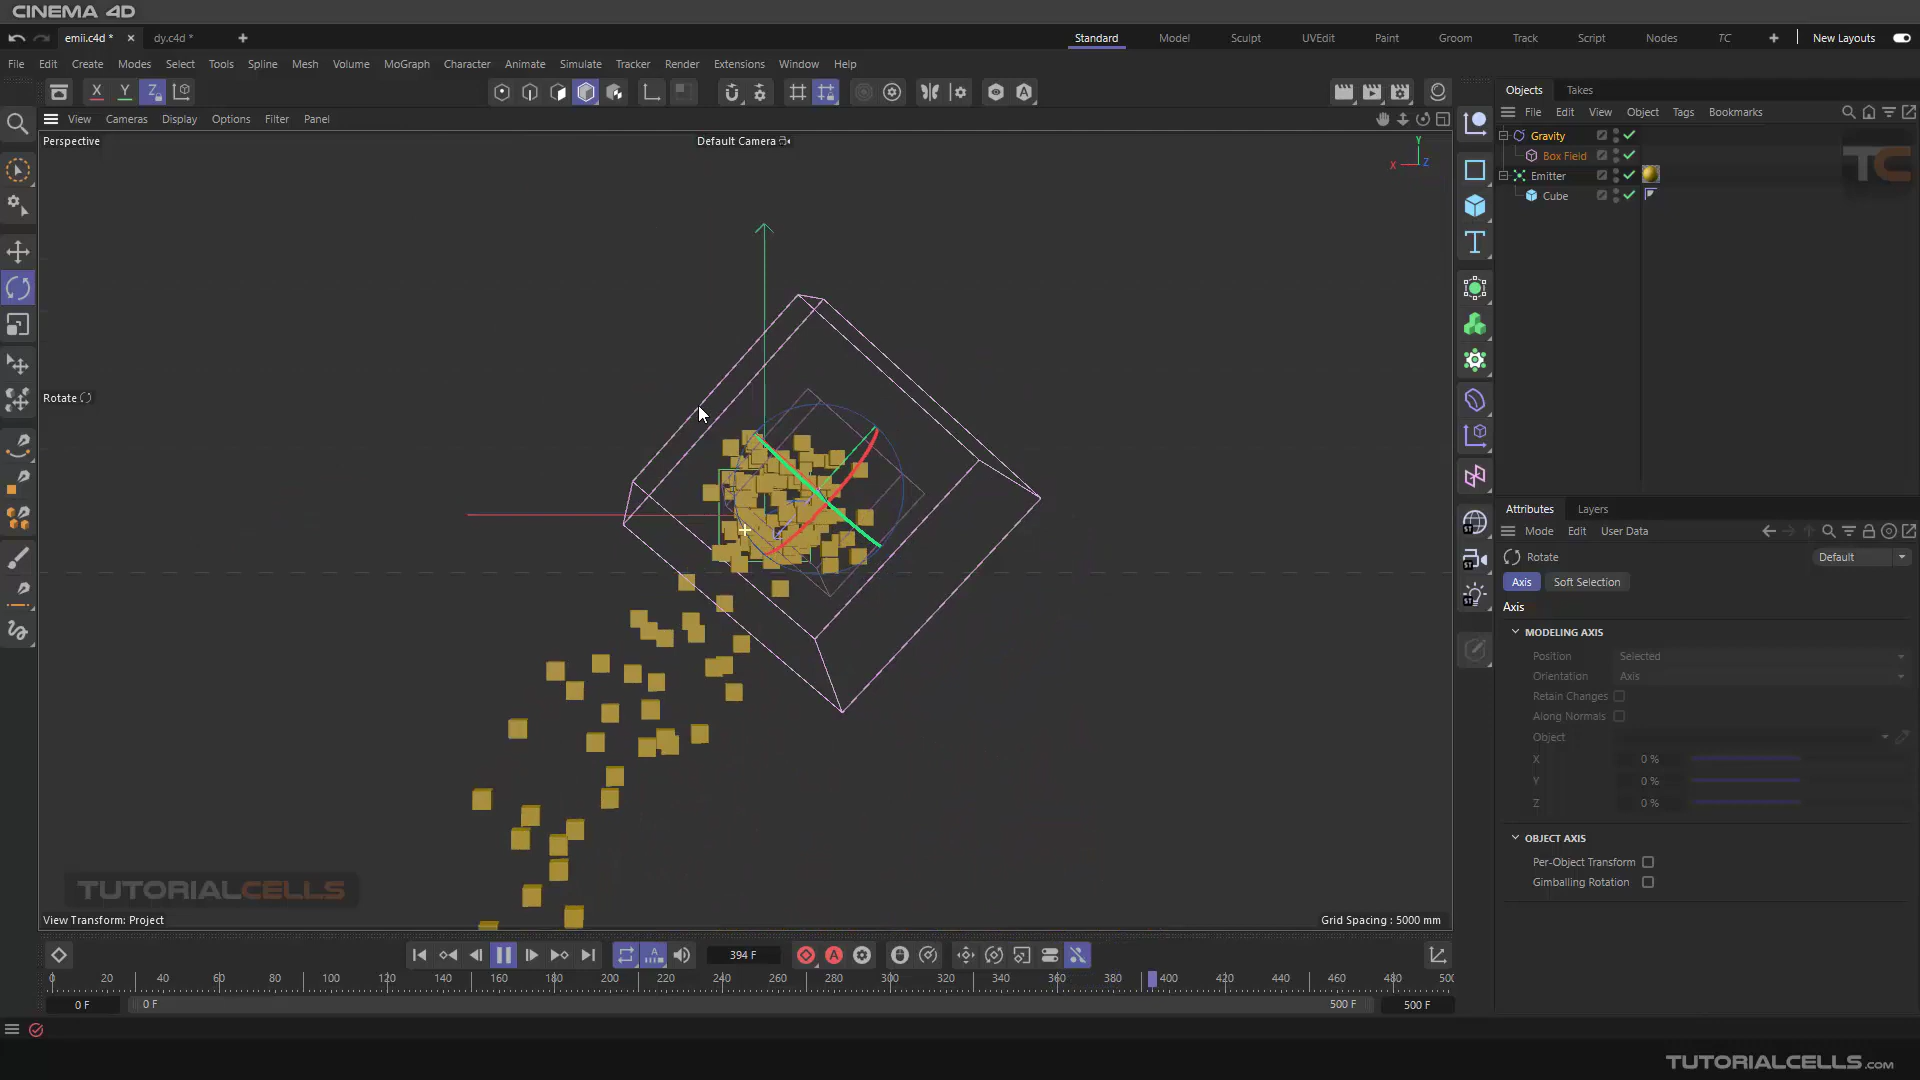 CINEMA 4D
emii.c4d *
dy.c4d *
Standard
Model
Sculpt
UVEdit
Paint
Groom
Track
Script
Nodes
TC
New Layouts
File
Edit
Create
Modes
Select
Tools
Spline
Mesh
Volume
MoGraph
Character
Animate
Simulate
Tracker
Render
Extensions
Window
Help
X
Y
Z
Objects
Takes
View
Cameras
Display
Options
Filter
Panel
File
Edit
View
Object
Tags
Bookmarks
Perspective
Default Camera
Y
X
Z
Gravity
Box Field
Emitter
Cube
TC
Rotate
Attributes
Layers
Mode
Edit
User Data
Rotate
Default
Axis
Soft Selection
Axis
MODELING AXIS
Position
Selected
Orientation
Axis
Retain Changes
Along Normals
Object
X
0 %
Y
0 %
Z
0 %
OBJECT AXIS
Per-Object Transform
Gimballing Rotation
TUTORIALCELLS
View Transform: Project
Grid Spacing : 5000 mm
394 F
0 20 40 60 80 100 120 140 160 180 200 220 240 260 280 300 320 340 360 380 400 420 440 460 480 500
0 F
0 F
500 F
500 F
TUTORIALCELLS.com